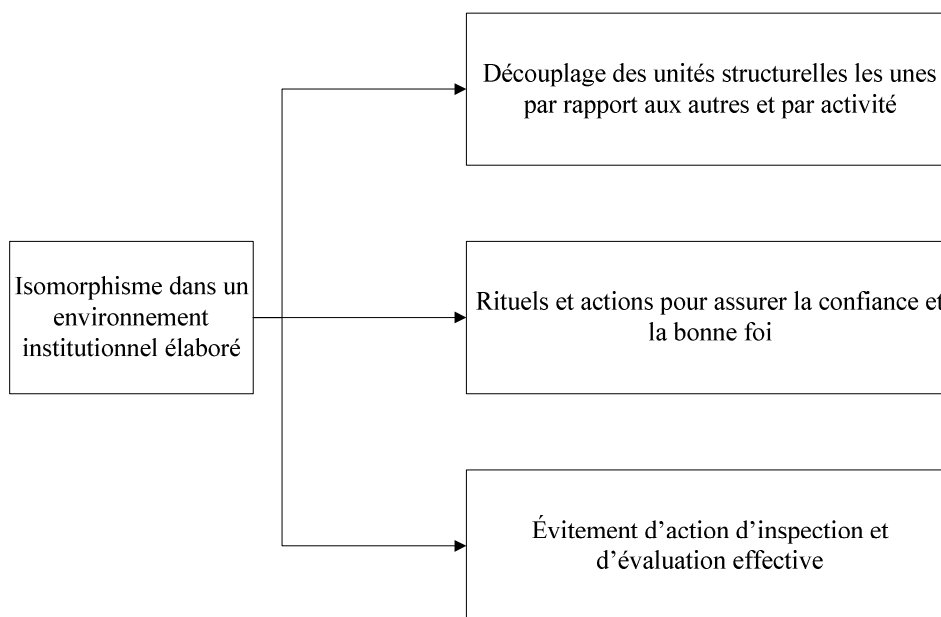 Découplage des unités structurelles les unes
par rapport aux autres et par activité
Isomorphisme dans un
environnement
institutionnel élaboré
Rituels et actions pour assurer la confiance et
la bonne foi
Évitement d’action d’inspection et
d’évaluation effective